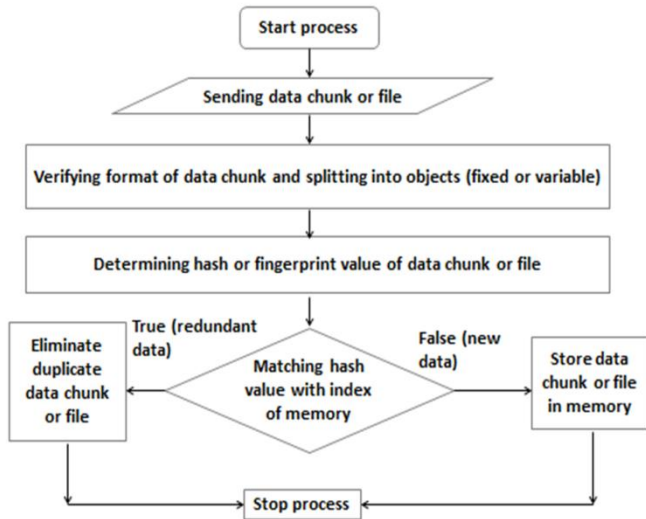 Start process
Sending data chunk or file
Verifying format of data chunk and splitting into objects (fixed or variable)
Determining hash or fingerprint value of data chunk or file
True (redundant
data)
False (new
data)
Eliminate
duplicate
data chunk
or file
Matching hash
value with index
of memory
Store data
chunk or file
in memory
Stop process